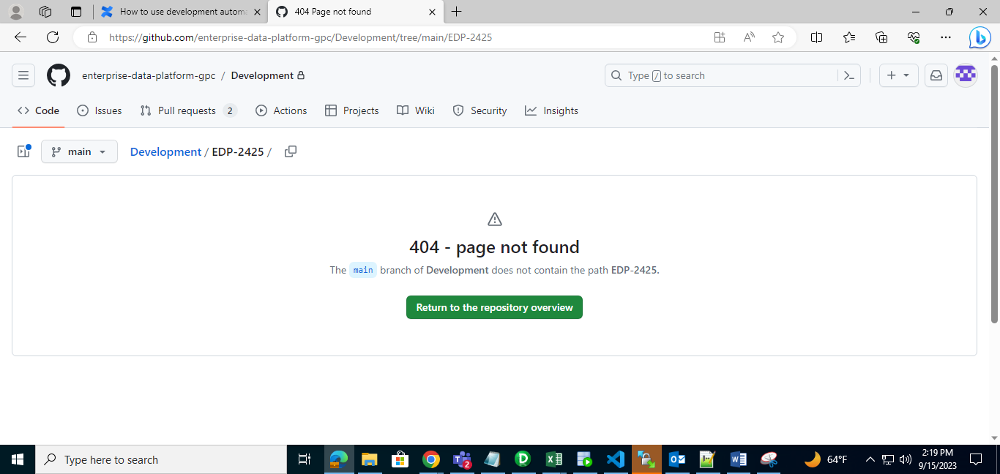 How to use development automa
404 Page not found
https://github.com/enterprise-data-platform-gpc/Development/tree/main/EDP-2425
enterprise-data-platform-gpc / Development
Type / to search
Code
Issues
Pull requests 2
Actions
Projects
Wiki
Security
Insights
main
Development / EDP-2425 /
404 - page not found
The main branch of Development does not contain the path EDP-2425.
Return to the repository overview
Type here to search
2
64°F
2:19 PM
9/15/2023